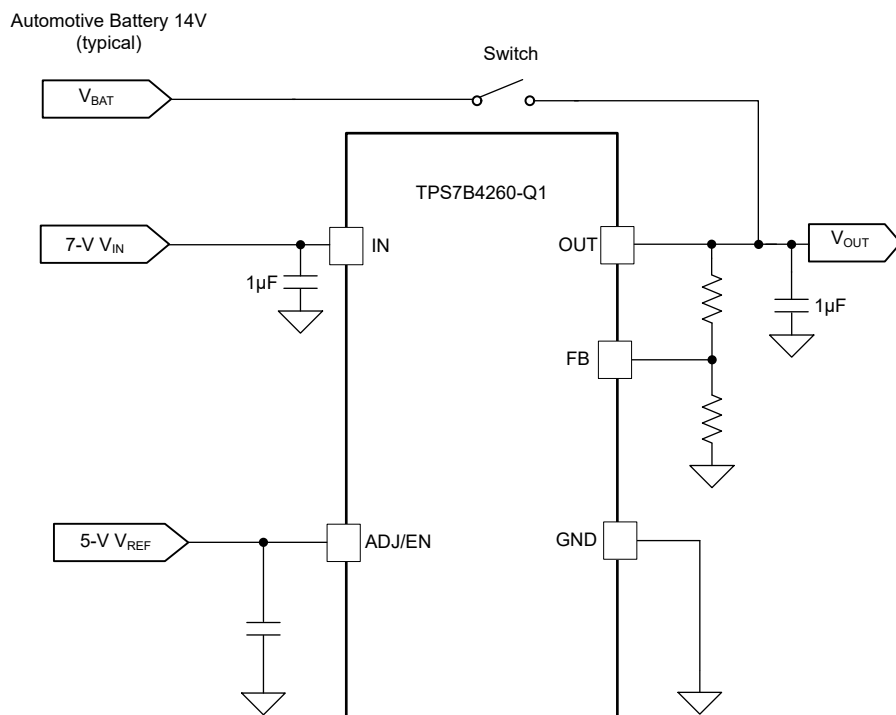 Automotive Battery 14V
(typical)
Switch
VBAT
TPS7B4260-Q1
7-V VIN
IN
OUT
VOUT
1µF
1µF
FB
5-V VREF
ADJ/EN
GND